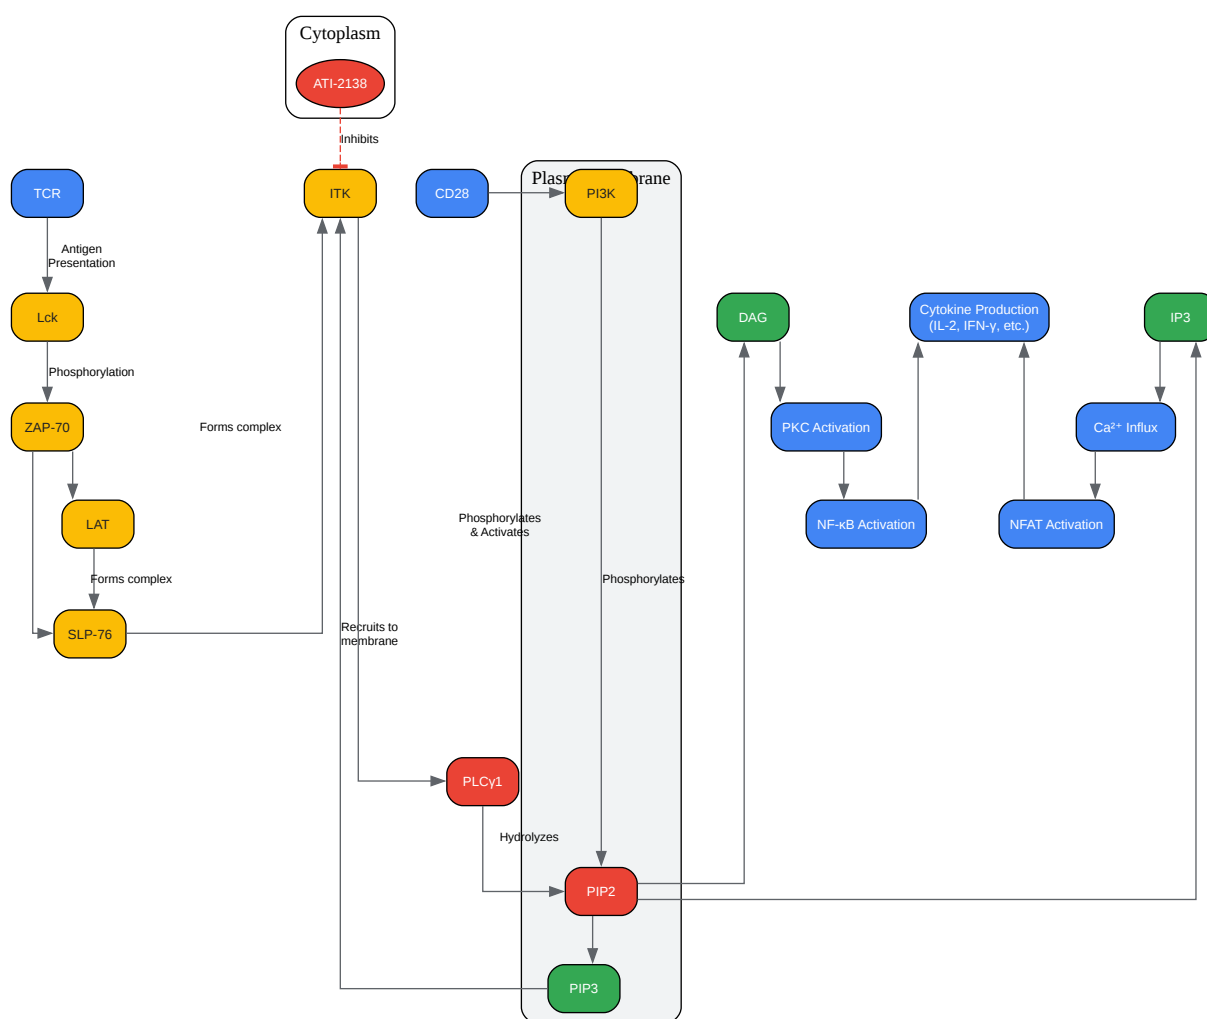 Cytoplasm
ATI-2138
Inhibits
TCR
ITK
CD28
PI3K
Antigen
Presentation
Lck
DAG
Cytokine Production
(IL-2, IFN-γ, etc.)
IP3
Phosphorylation
ZAP-70
Forms complex
PKC Activation
Ca²⁺ Influx
LAT
Phosphorylates
& Activates
NF-κB Activation
NFAT Activation
Forms complex
Phosphorylates
SLP-76
Recruits to
membrane
PLCγ1
Hydrolyzes
PIP2
PIP3